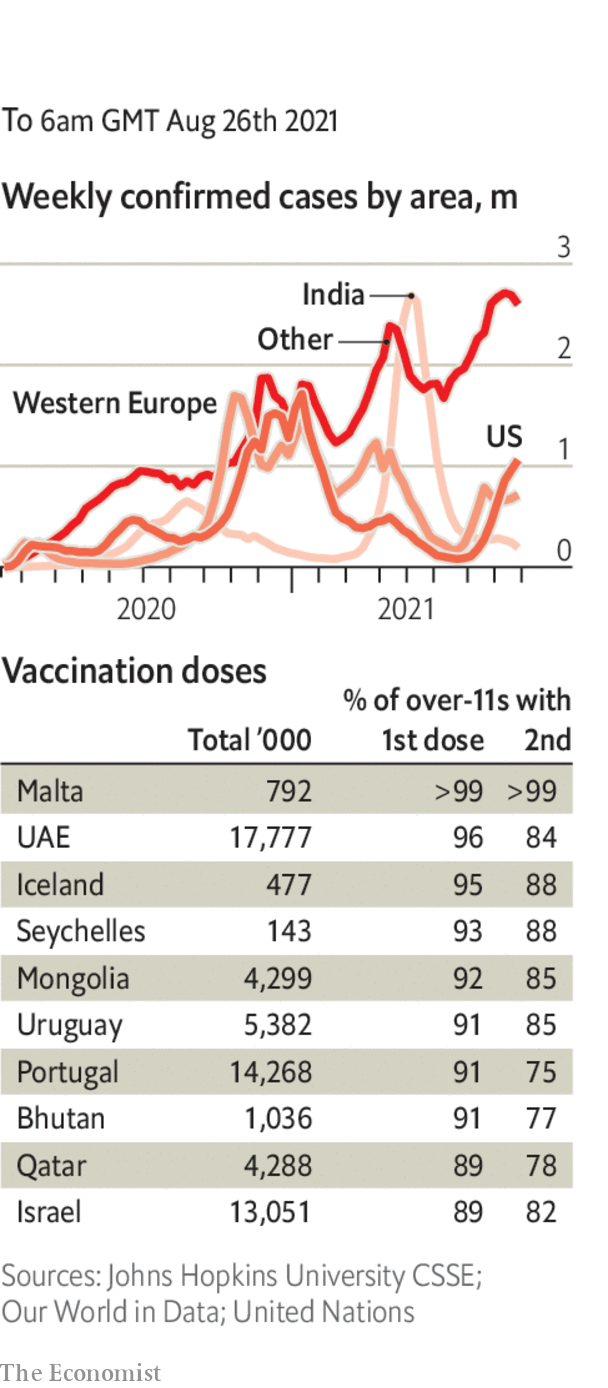 To 6am GMT Aug 26th 2021
Weekly confirmed cases by area, m
3
India
Other
2
Western Europe
US
1
0
2020 2021
Vaccination doses
% of over-11s with
Total ’000 1st dose 2nd
Malta 792 >99 >99
UAE 17,777 96 84
Iceland 477 95 88
Seychelles 143 93 88
Mongolia 4,299 92 85
Uruguay 5,382 91 85
Portugal 14,268 91 75
Bhutan 1,036 91 77
Qatar 4,288 89 78
Israel 13,051 89 82
Sources: Johns Hopkins University CSSE;
Our World in Data; United Nations
The Economist